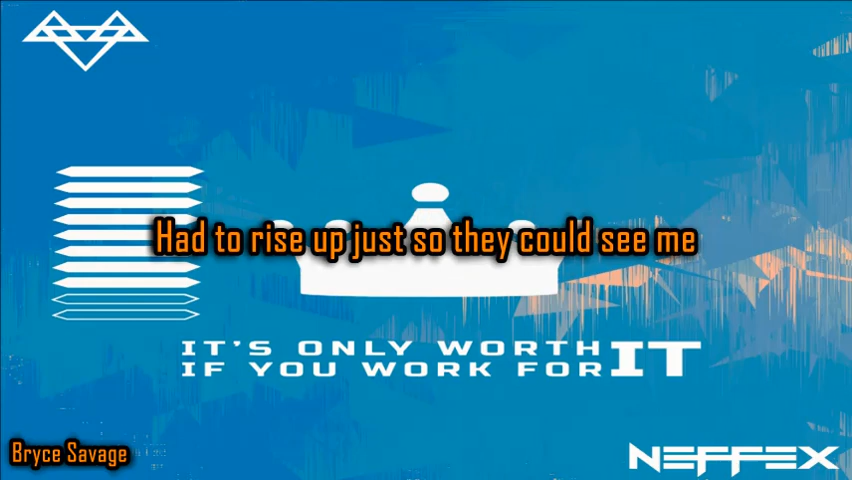 Had to rise up just so they could see me
IT'S ONLY WORTH IT
IF YOU WORK FOR
Bryce Savage
NEFFEX